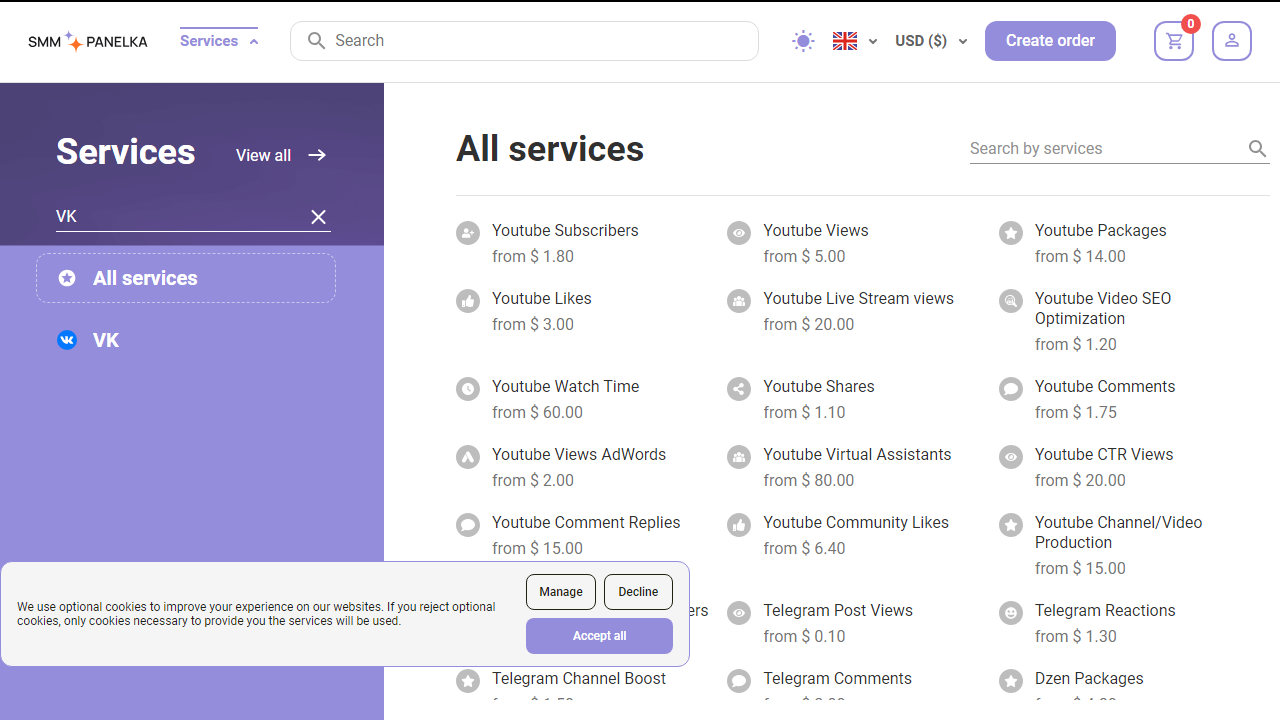 SMM PANELKA
Services
Search
USD ($)
Create order
0
Services
View all
VK
All services
VK
All services
Search by services
Youtube Subscribers
from $ 1.80
Youtube Views
from $ 5.00
Youtube Packages
from $ 14.00
Youtube Likes
from $ 3.00
Youtube Live Stream views
from $ 20.00
Youtube Video SEO
Optimization
from $ 1.20
Youtube Watch Time
from $ 60.00
Youtube Shares
from $ 1.10
Youtube Comments
from $ 1.75
Youtube Views AdWords
from $ 2.00
Youtube Virtual Assistants
from $ 80.00
Youtube CTR Views
from $ 20.00
Youtube Comment Replies
from $ 15.00
Youtube Community Likes
from $ 6.40
Youtube Channel/Video
Production
from $ 15.00
Telegram Post Views
from $ 0.10
Telegram Reactions
from $ 1.30
Telegram Channel Boost
Telegram Comments
Dzen Packages
We use optional cookies to improve your experience on our websites. If you reject optional
cookies, only cookies necessary to provide you the services will be used.
Manage
Decline
Accept all